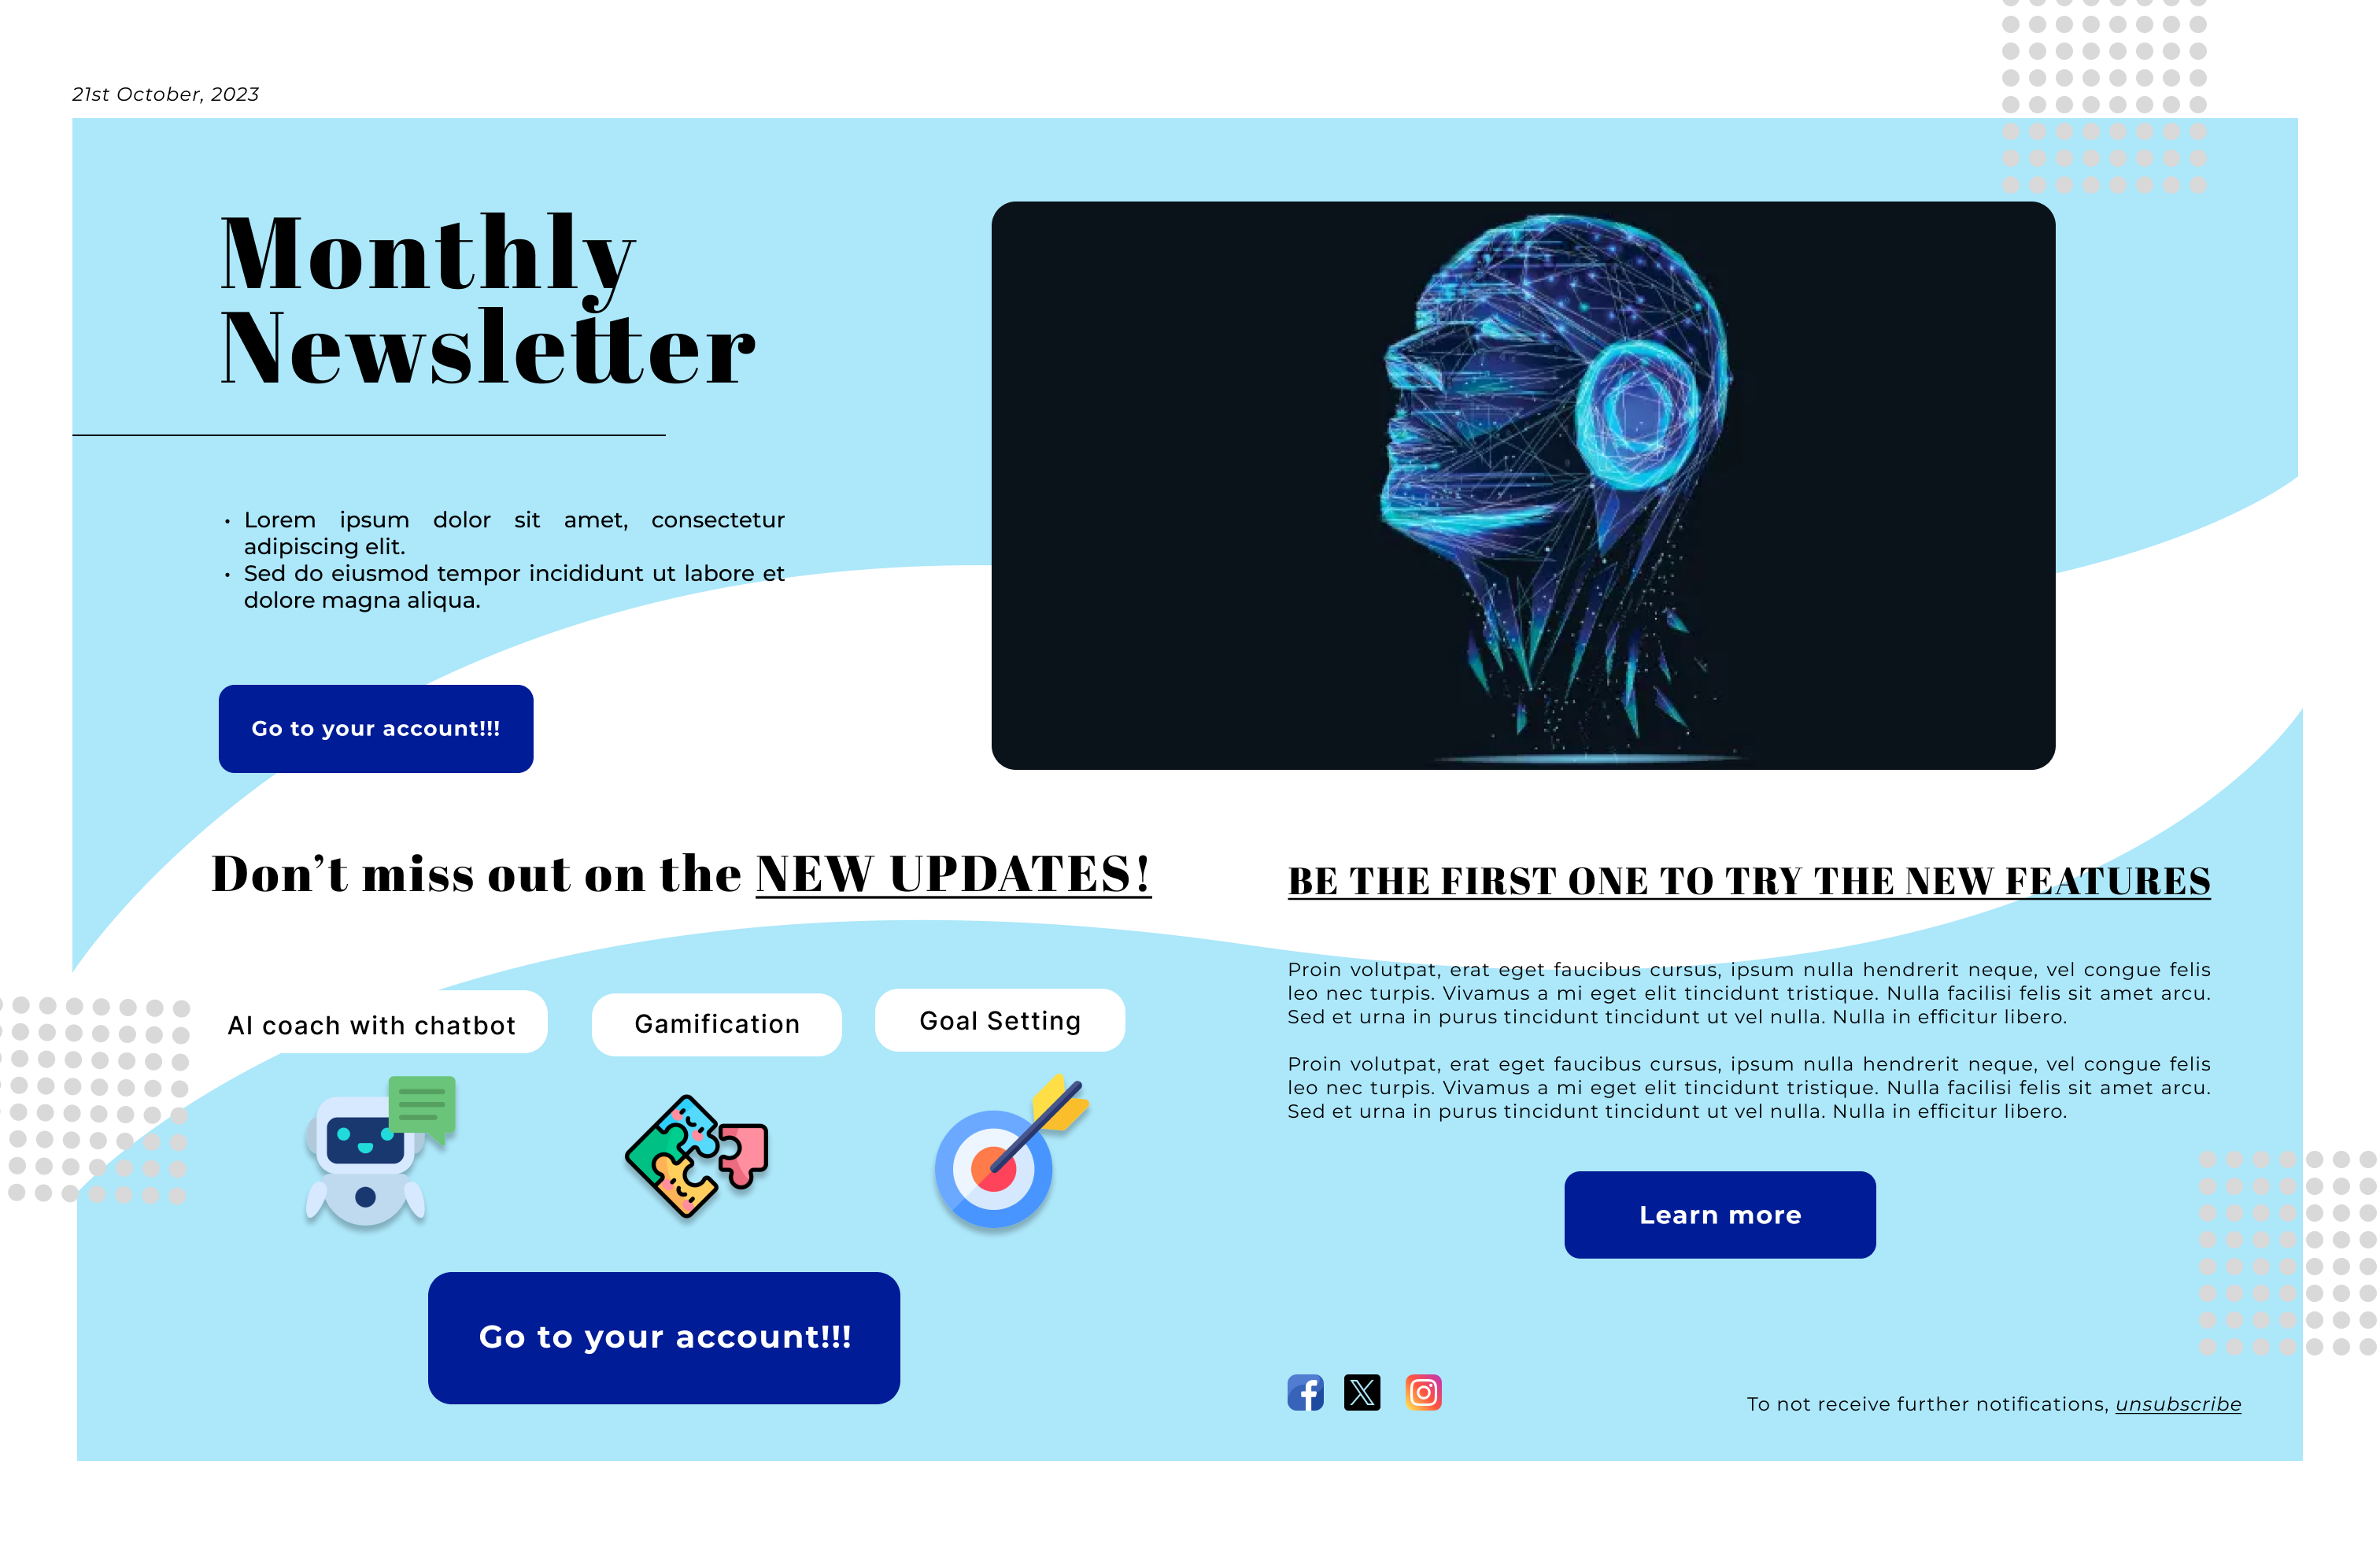 21st October, 2023
Monthly
Newsletter
• Lorem ipsum dolor sit amet, consectetur
adipiscing elit.
• Sed do eiusmod tempor incididunt ut labore et
dolore magna aliqua.
Go to your account!!!
Don’t miss out on the NEW UPDATES!
AI coach with chatbot
Gamification
Goal Setting
Go to your account!!!
BE THE FIRST ONE TO TRY THE NEW FEATURES
Proin volutpat, erat eget faucibus cursus, ipsum nulla hendrerit neque, vel congue felis
leo nec turpis. Vivamus a mi eget elit tincidunt tristique. Nulla facilisi felis sit amet arcu.
Sed et urna in purus tincidunt tincidunt ut vel nulla. Nulla in efficitur libero.
Proin volutpat, erat eget faucibus cursus, ipsum nulla hendrerit neque, vel congue felis
leo nec turpis. Vivamus a mi eget elit tincidunt tristique. Nulla facilisi felis sit amet arcu.
Sed et urna in purus tincidunt tincidunt ut vel nulla. Nulla in efficitur libero.
Learn more
To not receive further notifications, unsubscribe